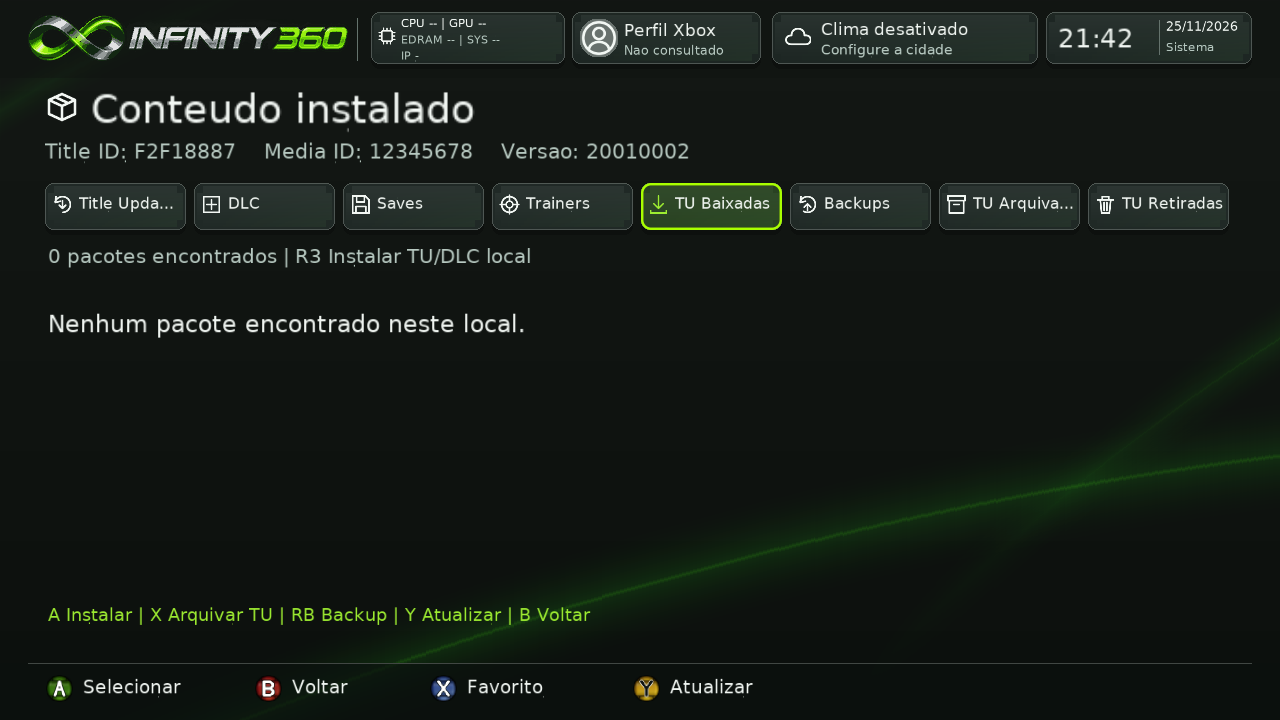 INFINITY 360
CPU -- | GPU --
EDRAM -- | SYS --
IP -
Perfil Xbox
Nao consultado
Clima desativado
Configure a cidade
21:42
25/11/2026
Sistema
Conteudo instalado
Title ID: F2F18887 Media ID: 12345678 Versao: 20010002
Title Upda... DLC Saves Trainers TU Baixadas Backups TU Arquiva... TU Retiradas
0 pacotes encontrados | R3 Instalar TU/DLC local
Nenhum pacote encontrado neste local.
A Instalar | X Arquivar TU | RB Backup | Y Atualizar | B Voltar
A Selecionar B Voltar X Favorito Y Atualizar